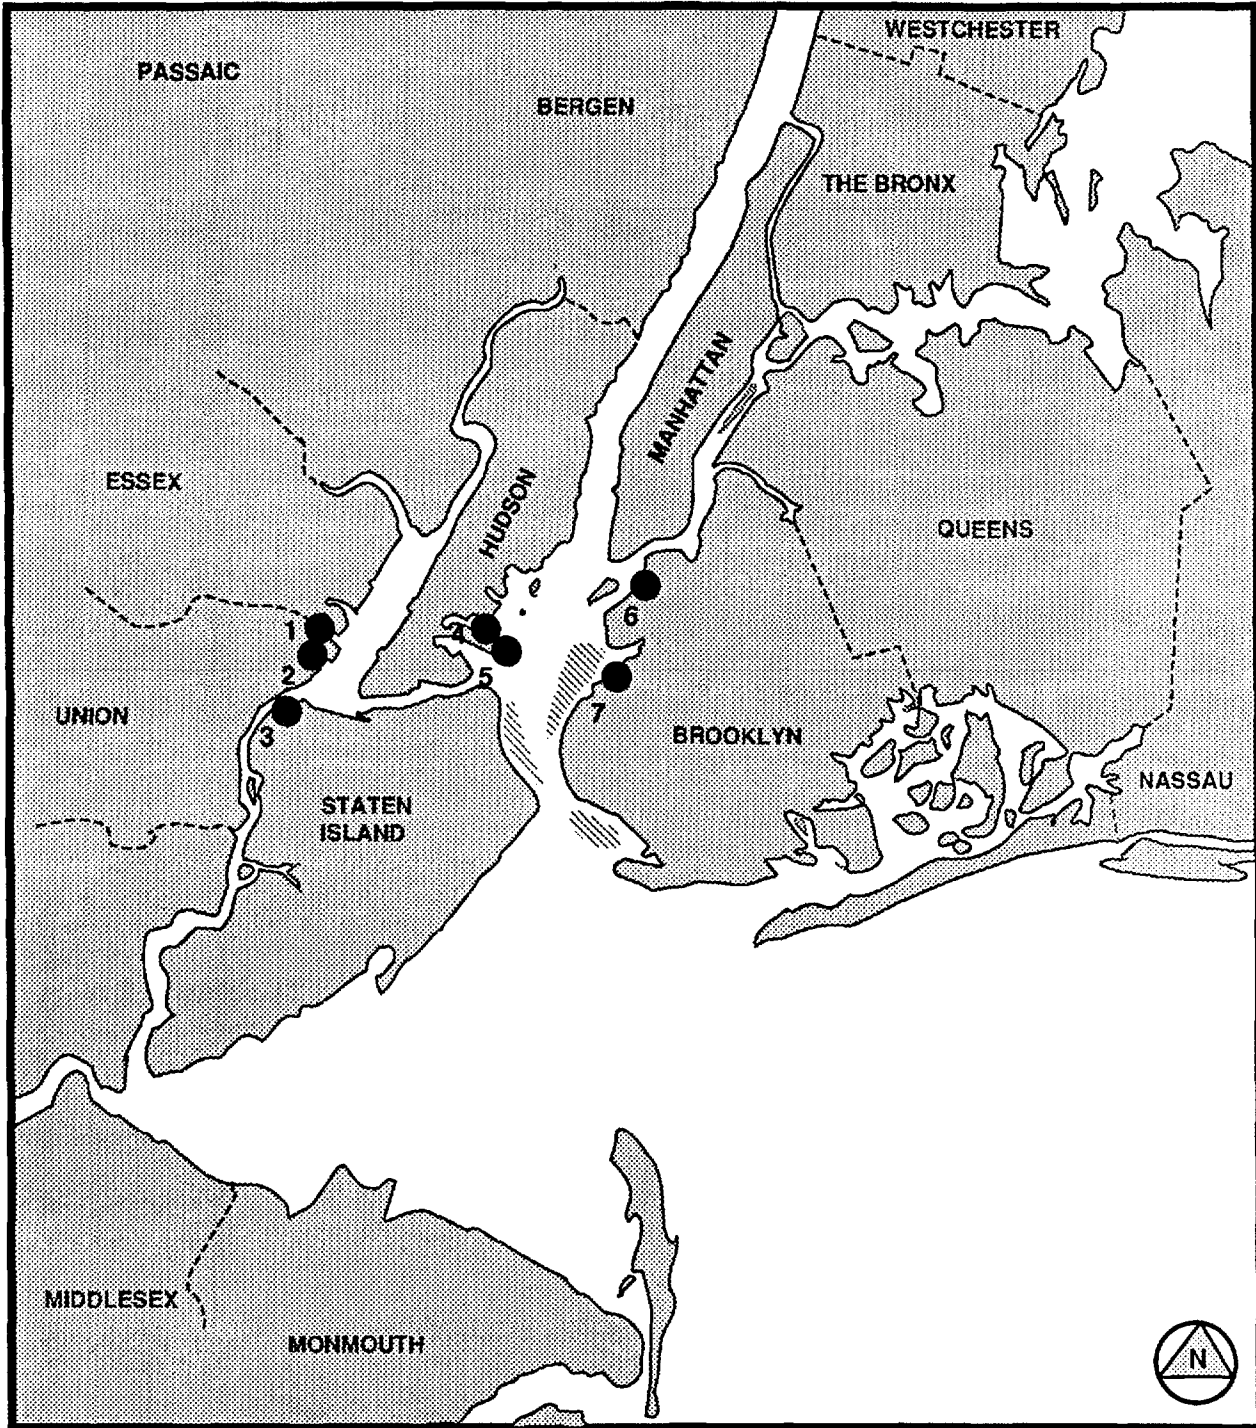 WESTCHESTER
PASSAIC
BERGEN
THE BRONX
MANHATTAN
ESSEX
HUDSON
QUEENS
1
4
6
2
5
UNION
3
7
BROOKLYN
NASSAU
STATEN
ISLAND
MIDDLESEX
MONMOUTH
N